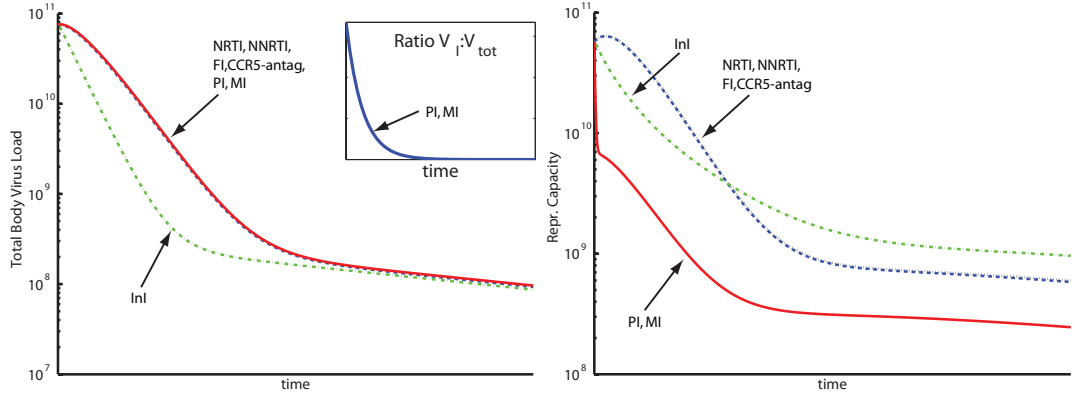 10^11
10^10
10^9
10^8
10^7
Total Body Virus Load
NRTI, NNRTI,
FI,CCR5-antag,
PI, MI
InI
time
Ratio V_I:V_tot
PI, MI
time
10^11
10^10
10^9
10^8
Repr. Capacity
InI
NRTI, NNRTI,
FI,CCR5-antag
PI, MI
time